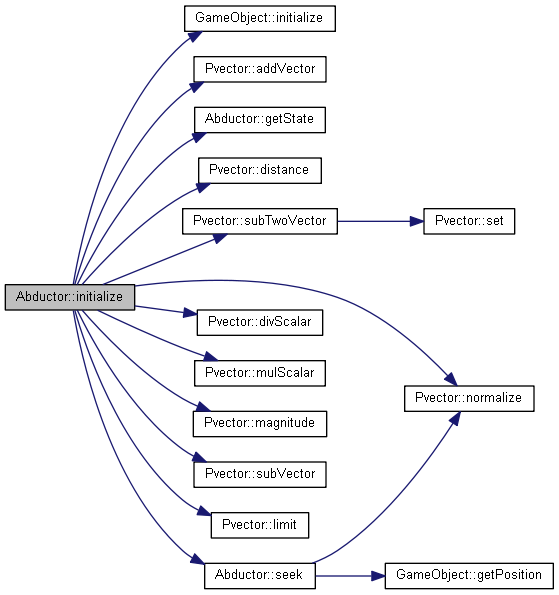 GameObject::initialize
Pvector::addVector
Abductor::getState
Pvector::distance
Pvector::subTwoVector
Pvector::set
Abductor::initialize
Pvector::divScalar
Pvector::mulScalar
Pvector::normalize
Pvector::magnitude
Pvector::subVector
Pvector::limit
Abductor::seek
GameObject::getPosition